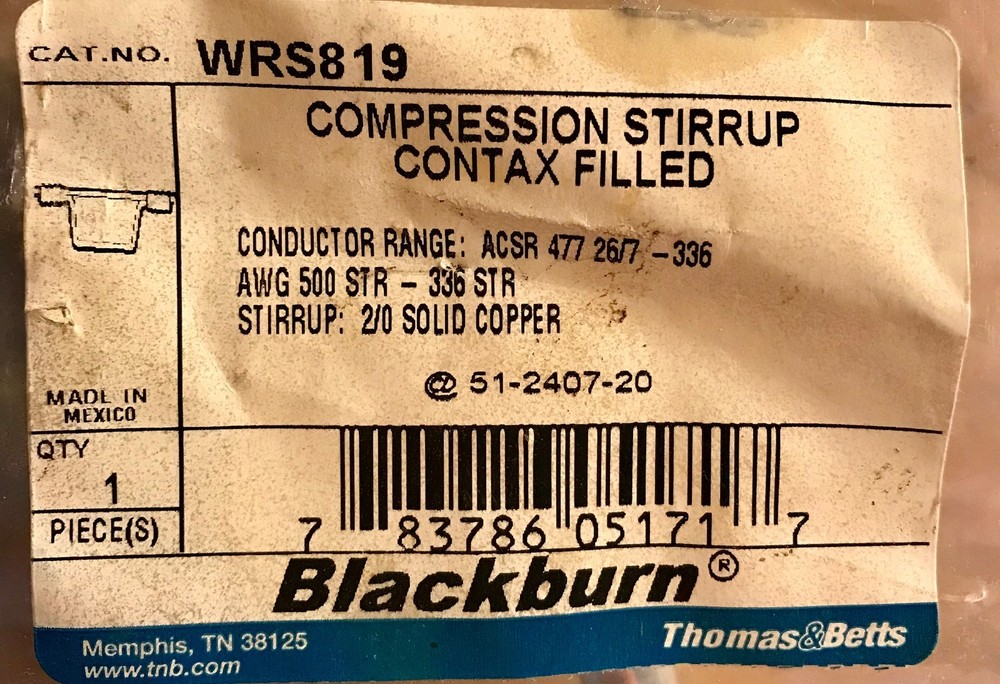 CAT.NO. WRS819
COMPRESSION STIRRUP
CONTAX FILLED
CONDUCTOR RANGE: ACSR 477 26/7 – 336
AWG 500 STR – 336 STR
STIRRUP: 2/0 SOLID COPPER
@ 51-2407-20
MADE IN
MEXICO
QTY
1
PIECE(S)
7 83786 05171 7
Blackburn®
Memphis, TN 38125
www.tnb.com
Thomas&Betts